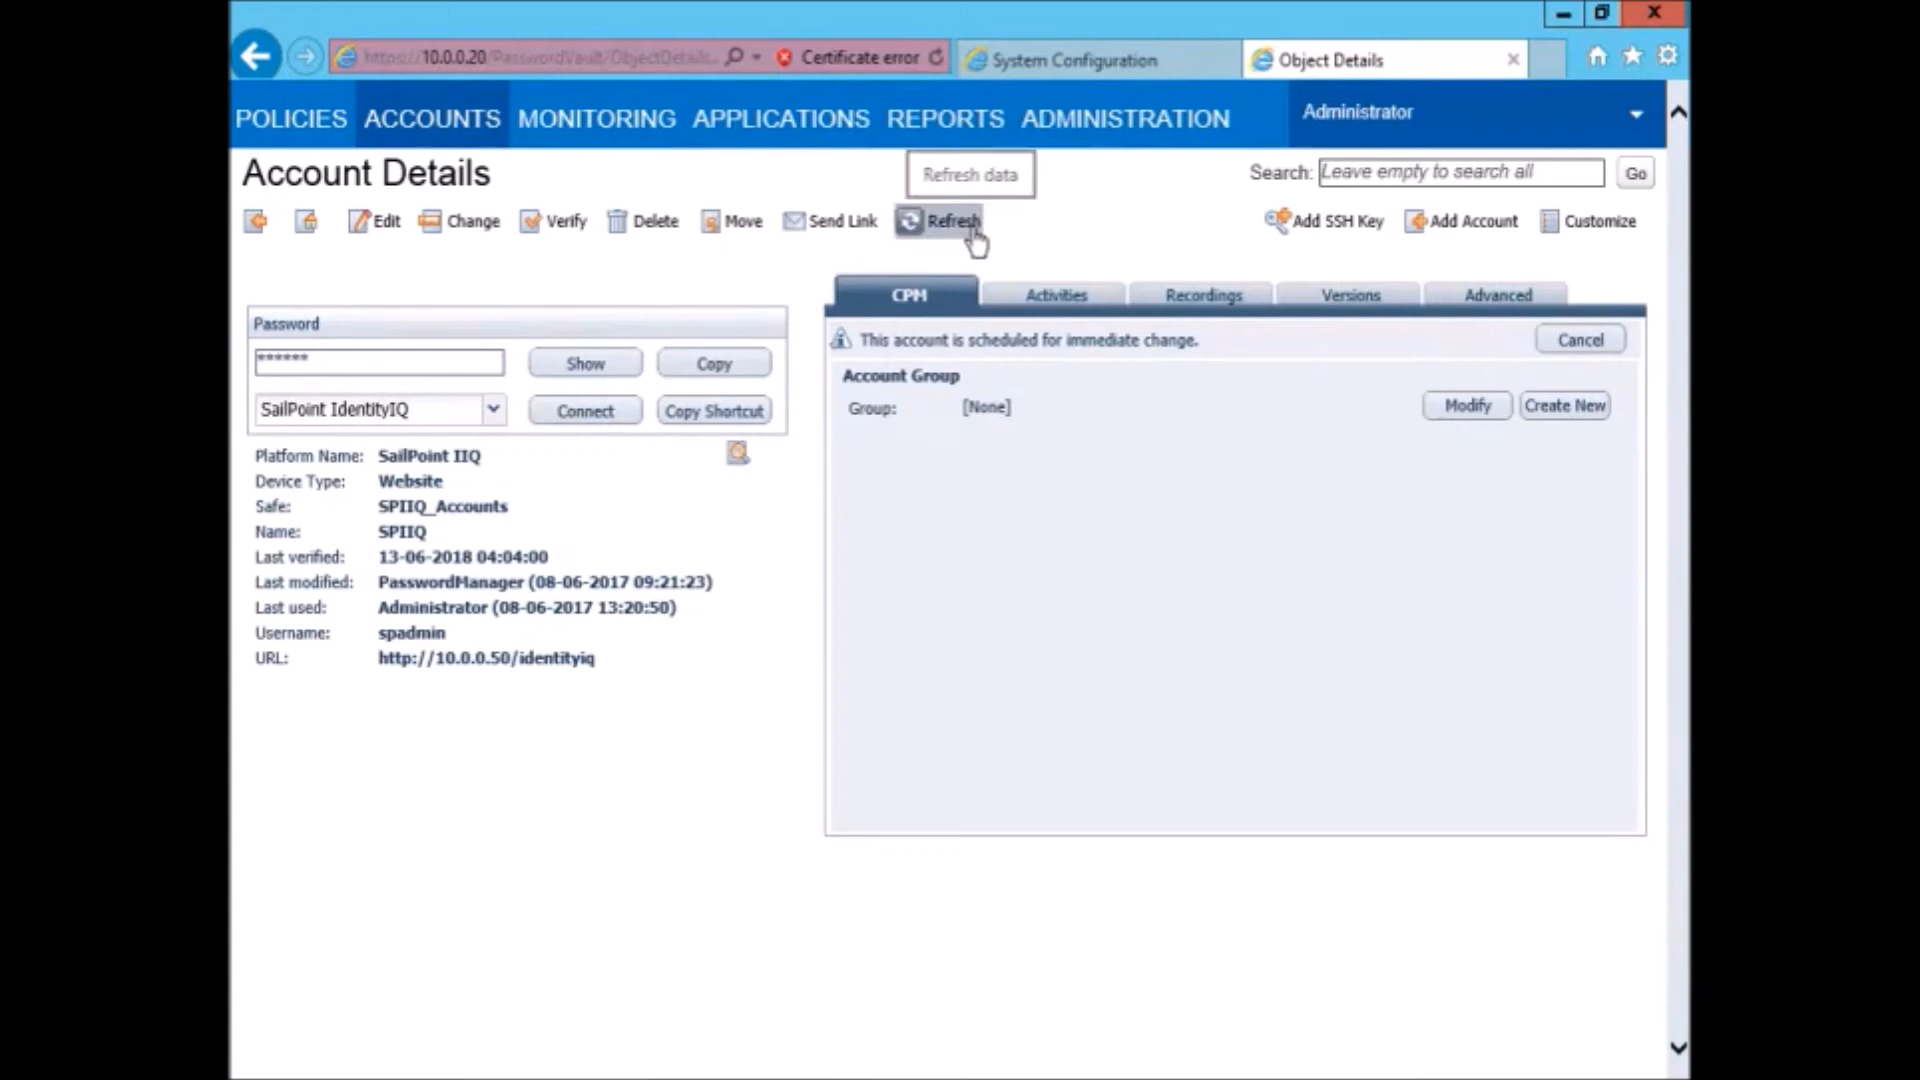 https://10.0.0.20/PasswordVault/ObjectDetails... Certificate error System Configuration Object Details
POLICIES ACCOUNTS MONITORING APPLICATIONS REPORTS ADMINISTRATION Administrator
Account Details
Refresh data
Search: Leave empty to search all Go
Edit Change Verify Delete Move Send Link Refresh Add SSH Key Add Account Customize
CPM Activities Recordings Versions Advanced
Password
****** Show Copy
SailPoint IdentityIQ Connect Copy Shortcut
This account is scheduled for immediate change. Cancel
Account Group
Group: [None] Modify Create New
Platform Name: SailPoint IIQ
Device Type: Website
Safe: SPIIQ_Accounts
Name: SPIIQ
Last verified: 13-06-2018 04:04:00
Last modified: PasswordManager (08-06-2017 09:21:23)
Last used: Administrator (08-06-2017 13:20:50)
Username: spadmin
URL: http://10.0.0.50/identityiq